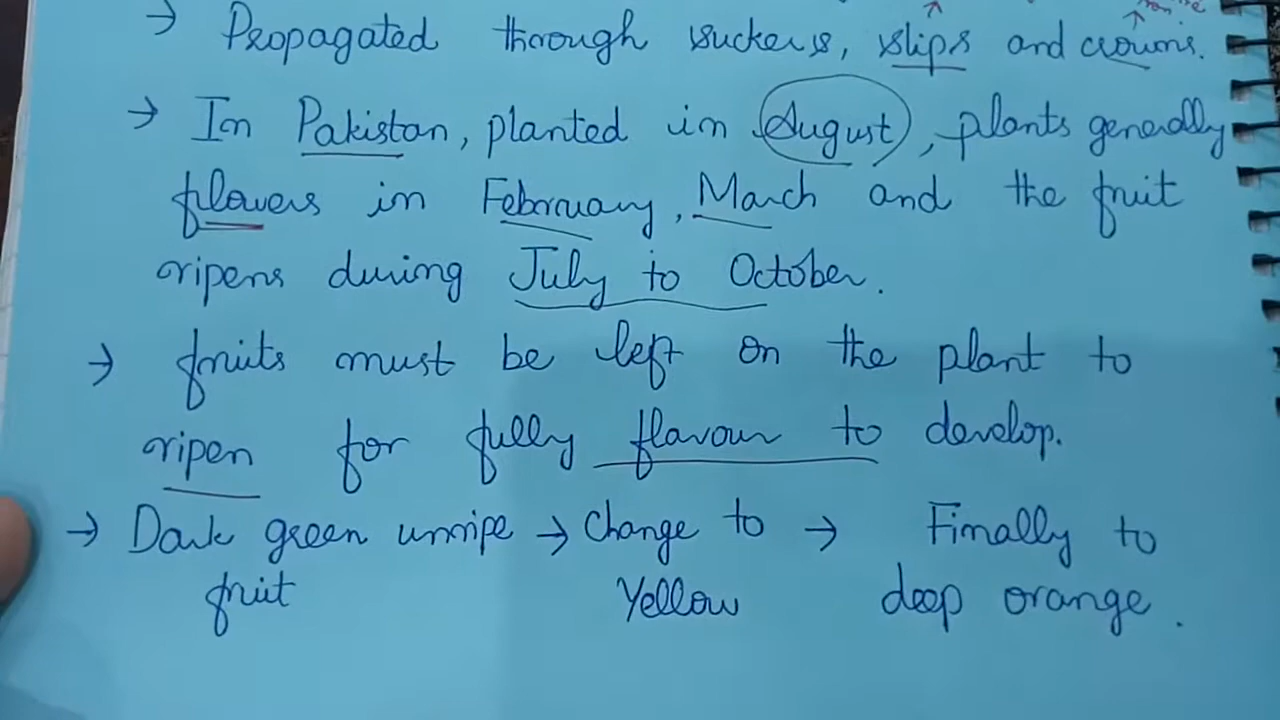 → Propagated through suckers, slips and crowns.
→ In Pakistan, planted in August, plants generally
flowers in February, March and the fruit
ripens during July to October.
→ fruits must be left on the plant to
ripen for fully flavour to develop.
→ Dark green unripe → Change to → Finally to
fruit Yellow deep orange.